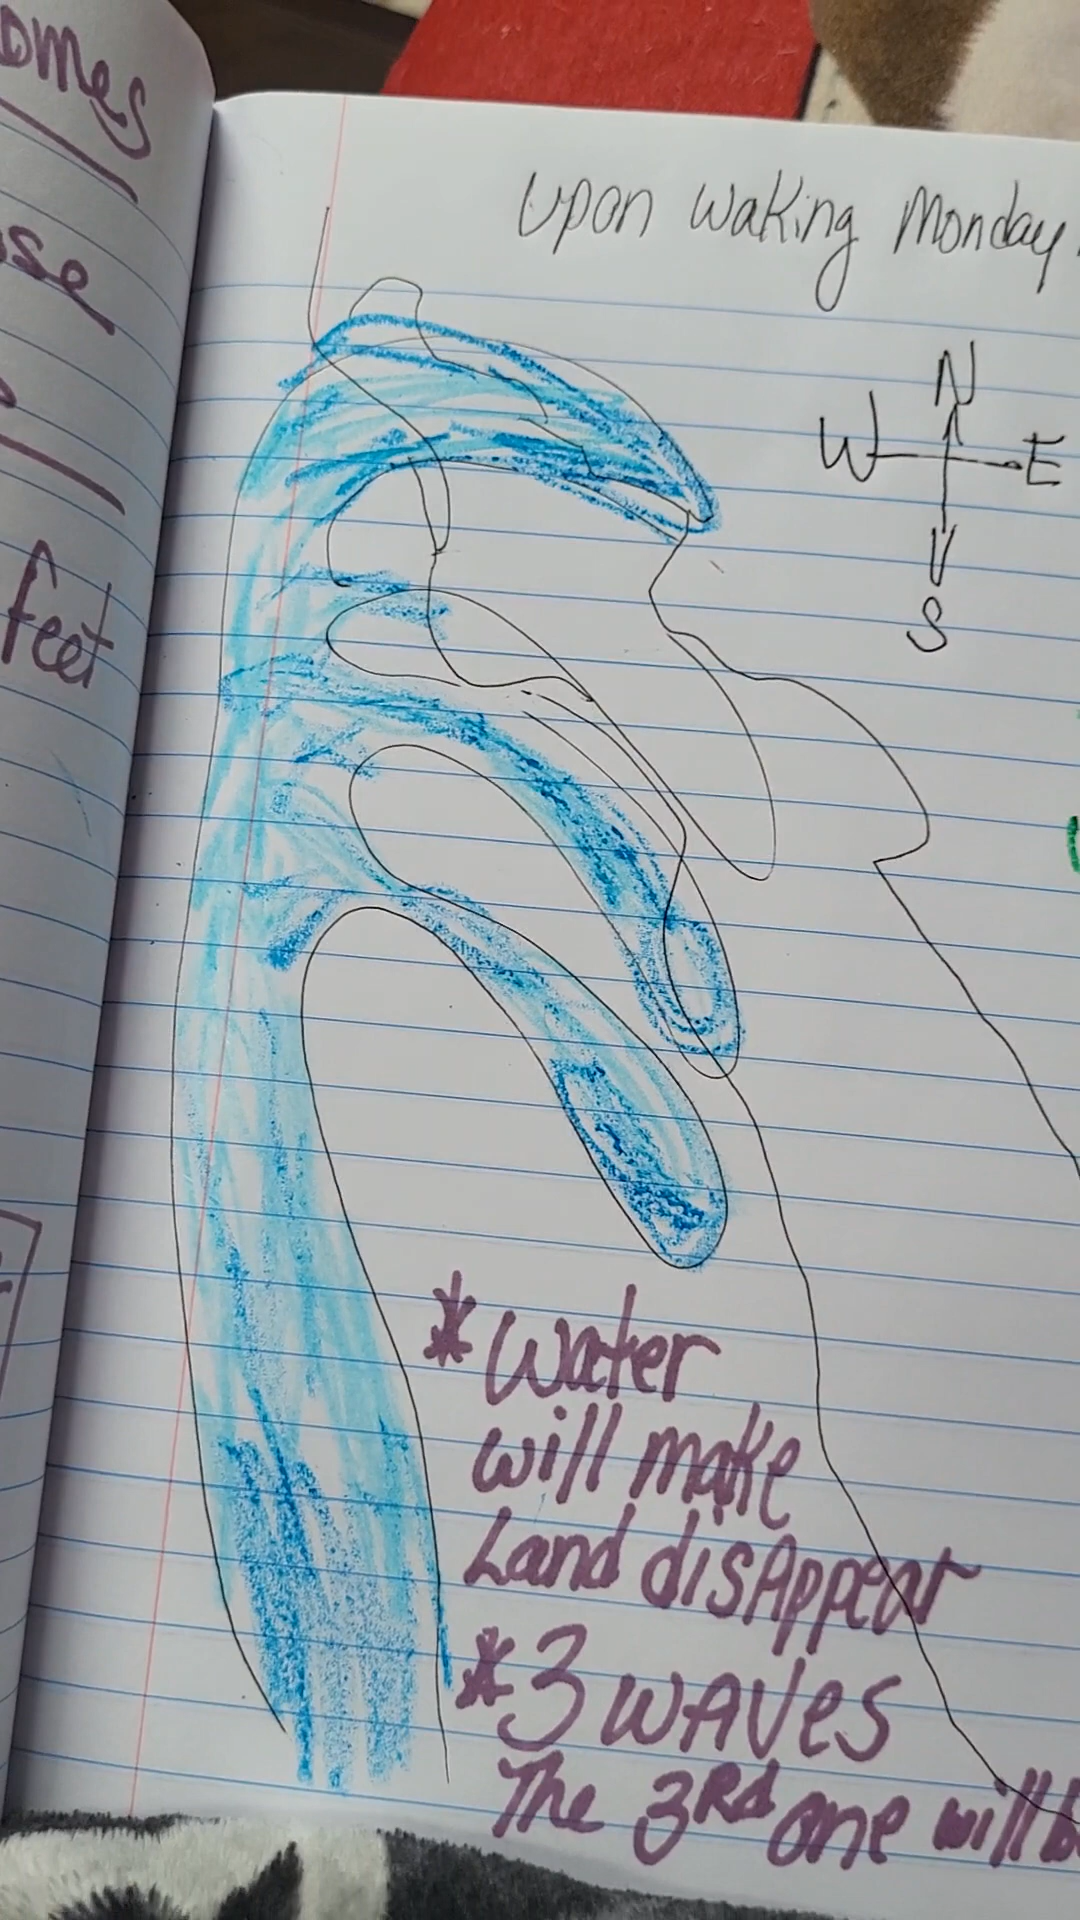 omes
ose
feet
Upon waking Monday
N
W E
S
* Water
will make
Land disAppear
* 3 WAVes
The 3Rd one will b